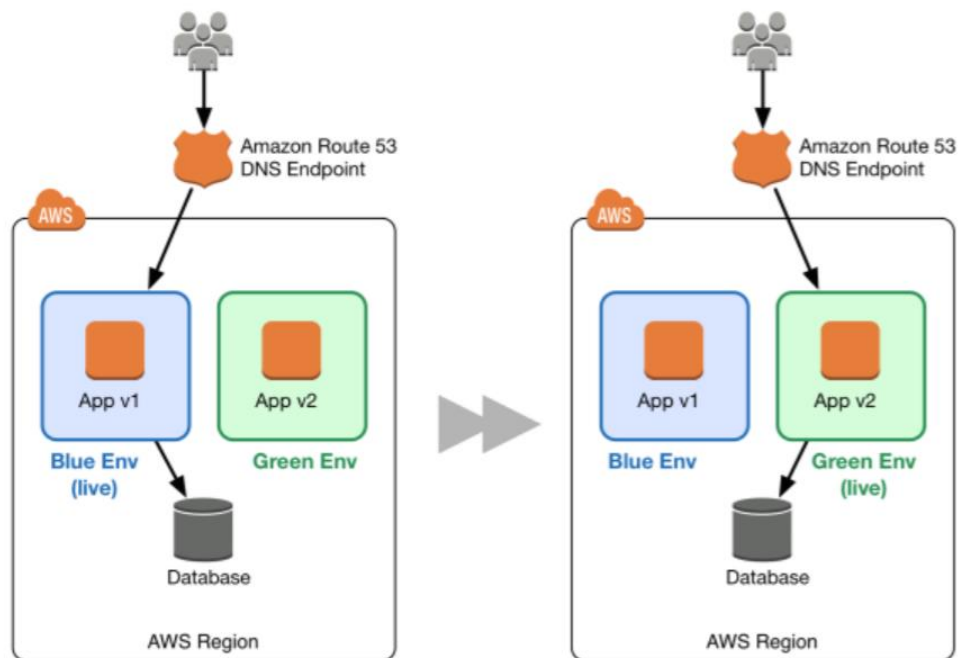 Amazon Route 53
DNS Endpoint
AWS
App v1
App v2
Blue Env
(live)
Green Env
Database
AWS Region
Amazon Route 53
DNS Endpoint
AWS
App v1
App v2
Blue Env
Green Env
(live)
Database
AWS Region